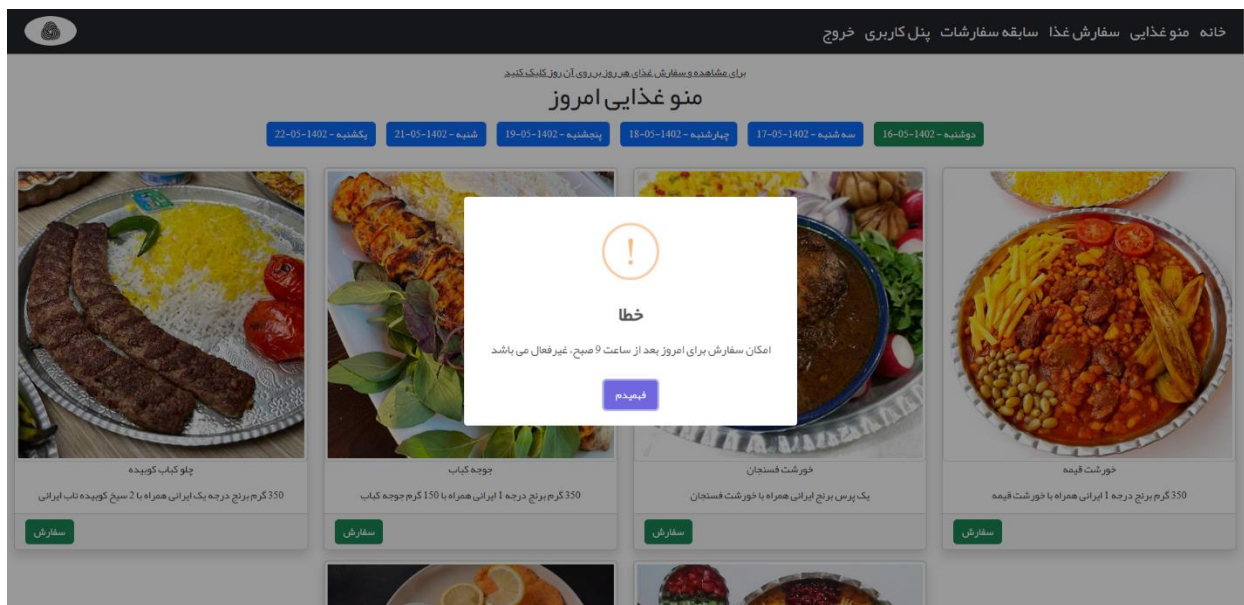 خانه منو غذایی سفارش غذا سابقه سفارشات پنل کاربری خروج
برای مشاهده و سفارش غذای هر روز بر روی آن روز کلیک کنید
منو غذایی امروز
دوشنبه - 1402-05-16
سه شنبه - 1402-05-17
چهارشنبه - 1402-05-18
پنجشنبه - 1402-05-19
شنبه - 1402-05-21
یکشنبه - 1402-05-22
خطا
امکان سفارش برای امروز بعد از ساعت 9 صبح، غیرفعال می باشد
فهمیدم
خورشت قیمه
350 گرم برنج درجه 1 ایرانی همراه با خورشت قیمه
سفارش
خورشت فسنجان
یک پرس برنج ایرانی همراه با خورشت فسنجان
سفارش
جوجه کباب
350 گرم برنج درجه 1 ایرانی همراه با 150 گرم جوجه کباب
سفارش
چلو کباب کوبیده
350 گرم برنج درجه یک ایرانی همراه با 2 سیخ کوبیده ناب ایرانی
سفارش